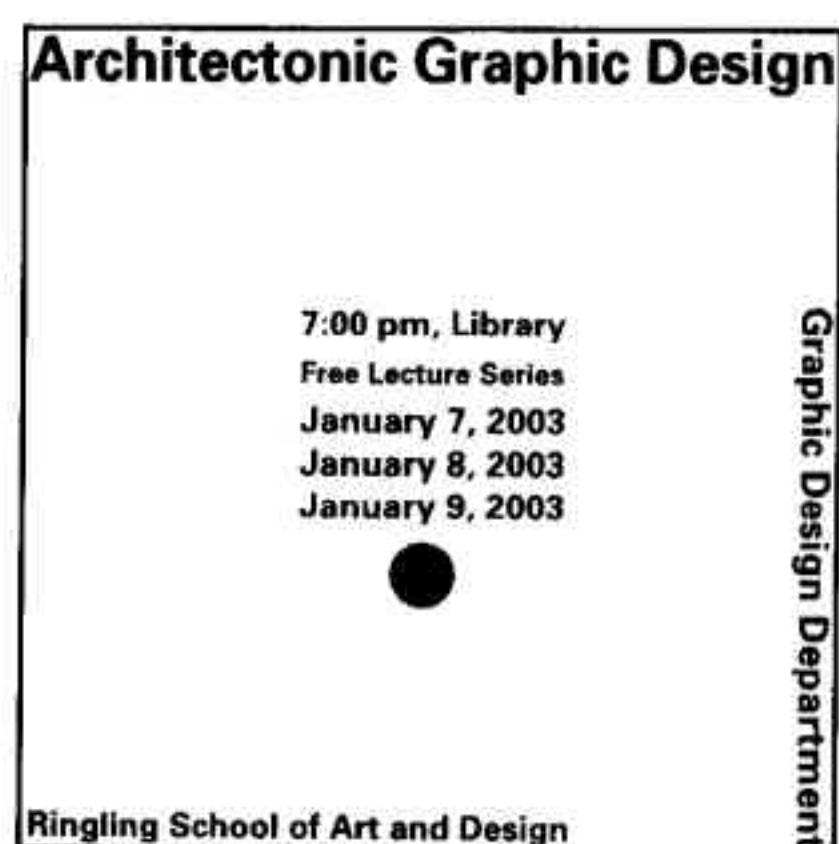 Architectonic Graphic Design
7:00 pm, Library
Free Lecture Series
January 7, 2003
January 8, 2003
January 9, 2003
Graphic Design Department
Ringling School of Art and Design